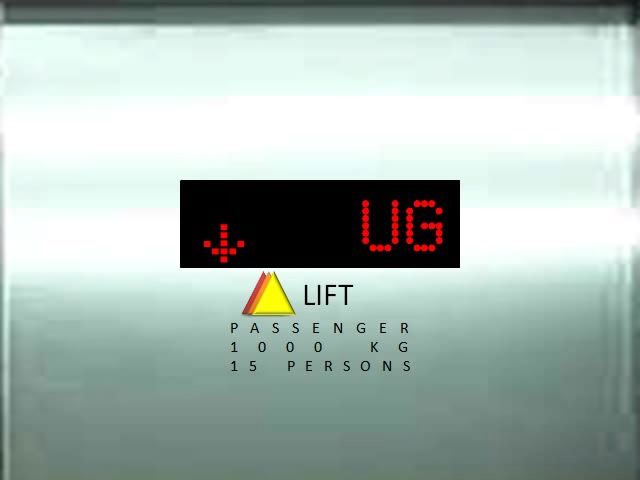 UG
LIFT
PASSENGER
1000 KG
15 PERSONS